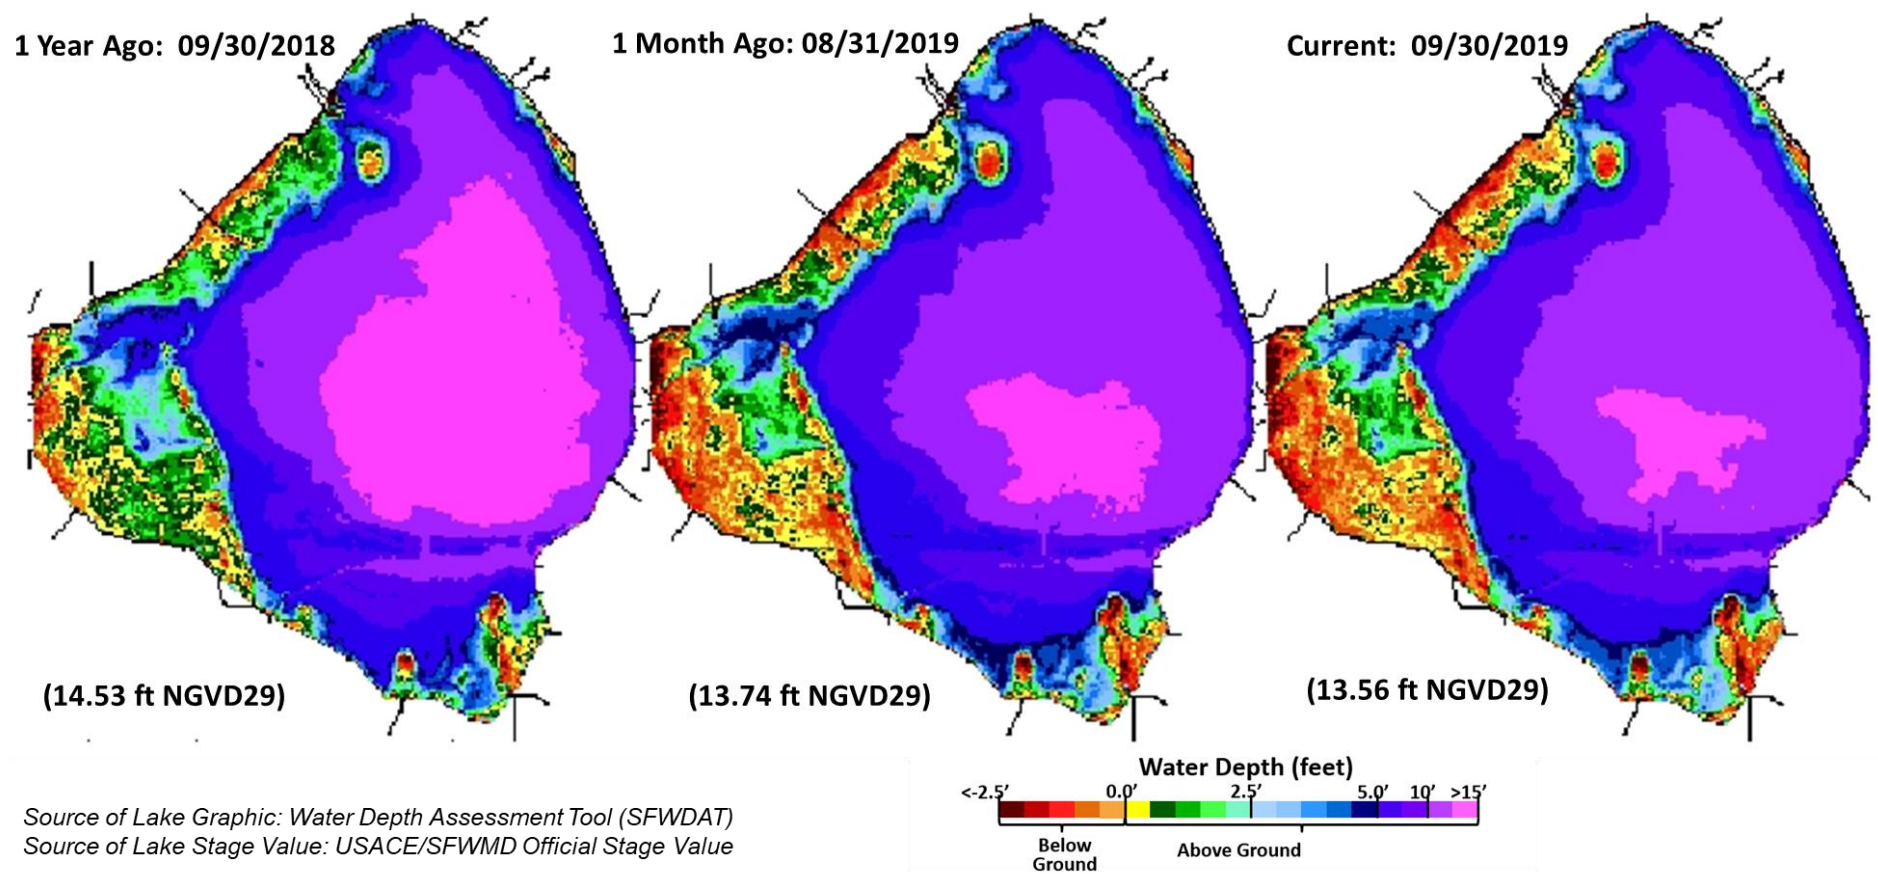 1 Year Ago: 09/30/2018
1 Month Ago: 08/31/2019
Current: 09/30/2019
(14.53 ft NGVD29)
(13.74 ft NGVD29)
(13.56 ft NGVD29)
Water Depth (feet)
<-2.5’ 0.0’ 2.5’ 5.0’ 10’ >15’
Below
Ground
Above Ground
Source of Lake Graphic: Water Depth Assessment Tool (SFWDAT)
Source of Lake Stage Value: USACE/SFWMD Official Stage Value